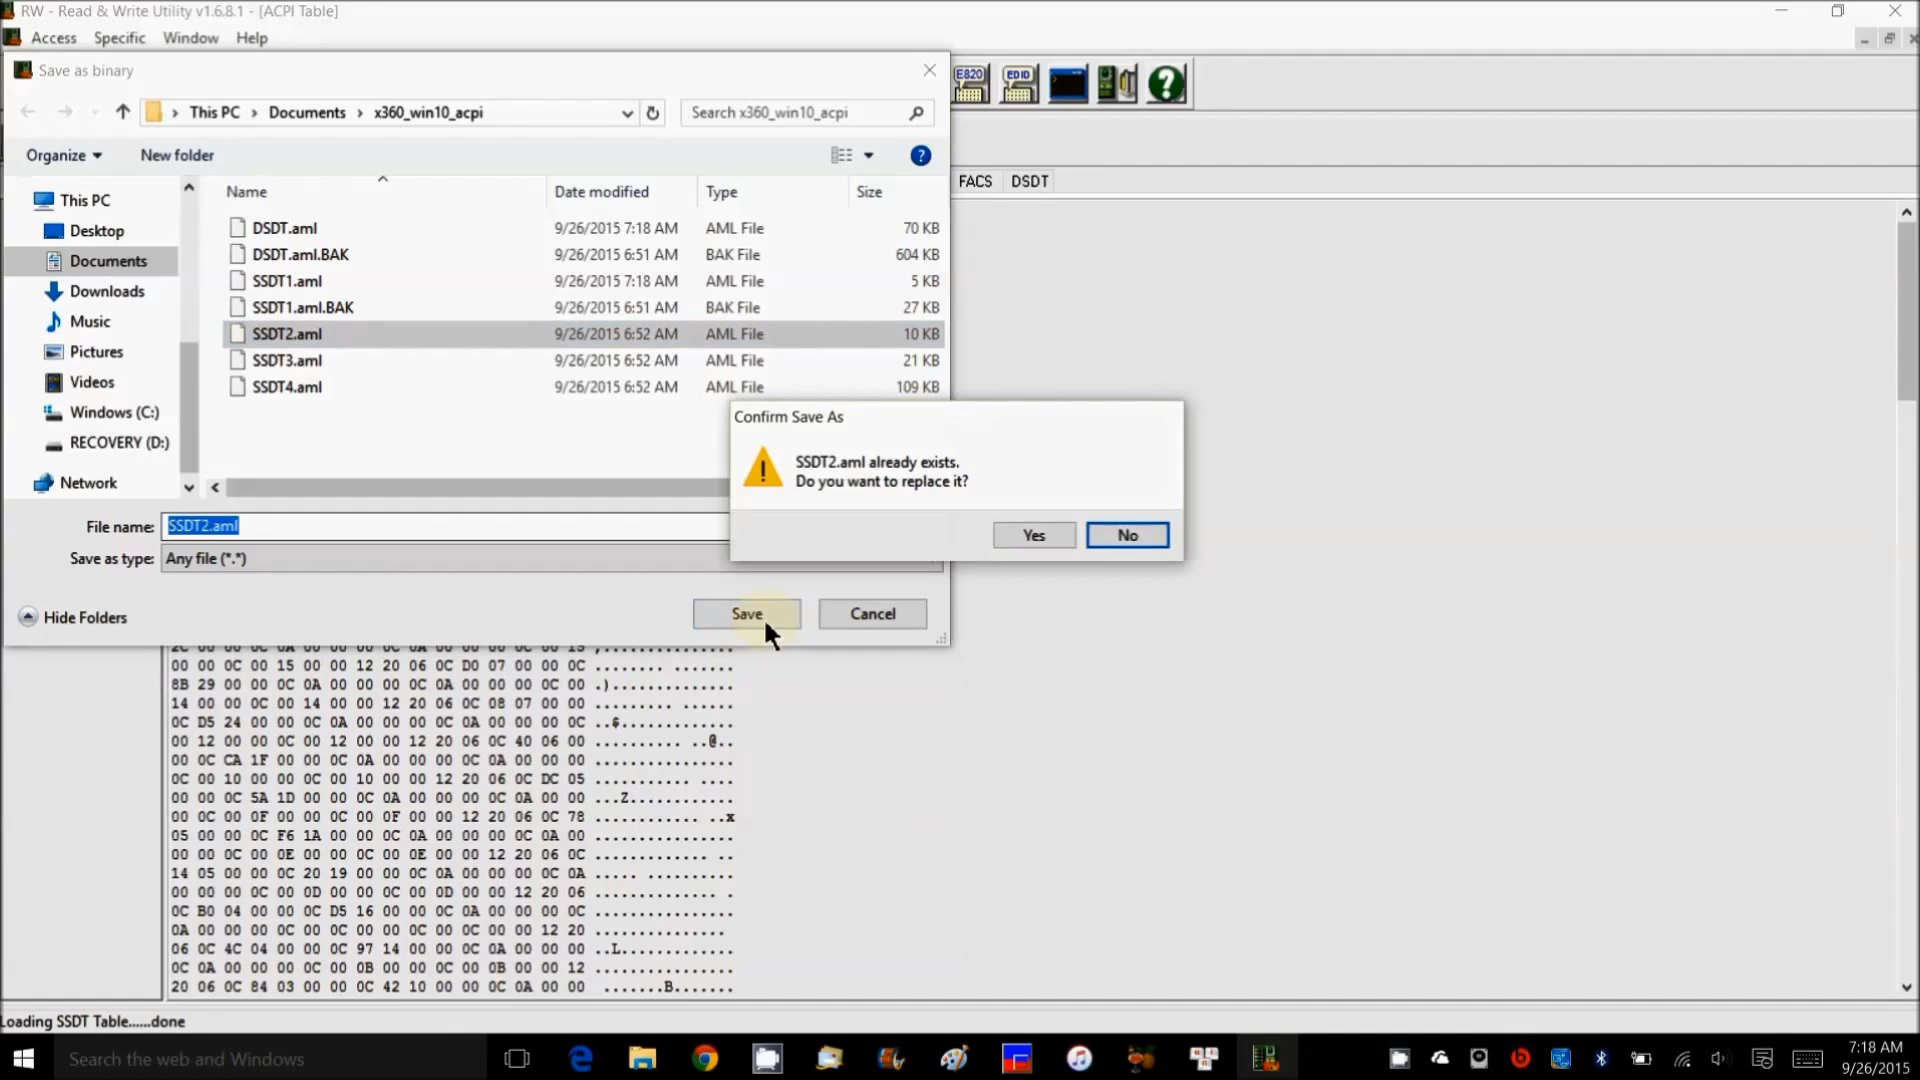 RW - Read & Write Utility v1.6.8.1 - [ACPI Table]
Access Specific Window Help
Save as binary
This PC Documents x360_win10_acpi
Search x360_win10_acpi
E820 EDID
Organize New folder
FACS DSDT
Name Date modified Type Size
This PC
Desktop
Documents
Downloads
Music
Pictures
Videos
Windows (C:)
RECOVERY (D:)
Network
DSDT.aml 9/26/2015 7:18 AM AML File 70 KB
DSDT.aml.BAK 9/26/2015 6:51 AM BAK File 604 KB
SSDT1.aml 9/26/2015 7:18 AM AML File 5 KB
SSDT1.aml.BAK 9/26/2015 6:51 AM BAK File 27 KB
SSDT2.aml 9/26/2015 6:52 AM AML File 10 KB
SSDT3.aml 9/26/2015 6:52 AM AML File 21 KB
SSDT4.aml 9/26/2015 6:52 AM AML File 109 KB
Confirm Save As
SSDT2.aml already exists.
Do you want to replace it?
Yes No
File name: SSDT2.aml
Save as type: Any file (*.*)
Hide Folders
Save Cancel
00 00 0C 00 15 00 00 12 20 06 0C D0 07 00 00 0C ........ .......
8B 29 00 00 0C 0A 00 00 00 0C 0A 00 00 00 0C 00 .)..............
14 00 00 0C 00 14 00 00 12 20 06 0C 08 07 00 00 ......... ......
0C D5 24 00 00 0C 0A 00 00 00 0C 0A 00 00 00 0C ..$.............
00 12 00 00 0C 00 12 00 00 12 20 06 0C 40 06 00 .......... ..@..
00 0C CA 1F 00 00 0C 0A 00 00 00 0C 0A 00 00 00 ................
0C 00 10 00 00 0C 00 10 00 00 12 20 06 0C DC 05 ........... ....
00 00 0C 5A 1D 00 00 0C 0A 00 00 00 0C 0A 00 00 ...Z............
00 0C 00 0F 00 00 0C 00 0F 00 00 12 20 06 0C 78 ............ ..x
05 00 00 0C F6 1A 00 00 0C 0A 00 00 00 0C 0A 00 ................
00 00 0C 00 0E 00 00 0C 00 0E 00 00 12 20 06 0C ............. ..
14 05 00 00 0C 20 19 00 00 0C 0A 00 00 00 0C 0A ..... ..........
00 00 00 0C 00 0D 00 00 0C 00 0D 00 00 12 20 06 .............. .
0C B0 04 00 00 0C D5 16 00 00 0C 0A 00 00 00 0C ................
0A 00 00 00 0C 00 0C 00 00 0C 00 0C 00 00 12 20 ...............
06 0C 4C 04 00 00 0C 97 14 00 00 0C 0A 00 00 00 ..L.............
0C 0A 00 00 00 0C 00 0B 00 00 0C 00 0B 00 00 12 ................
20 06 0C 84 03 00 00 0C 42 10 00 00 0C 0A 00 00 .......B.......
Loading SSDT Table......done
Search the web and Windows
7:18 AM
9/26/2015